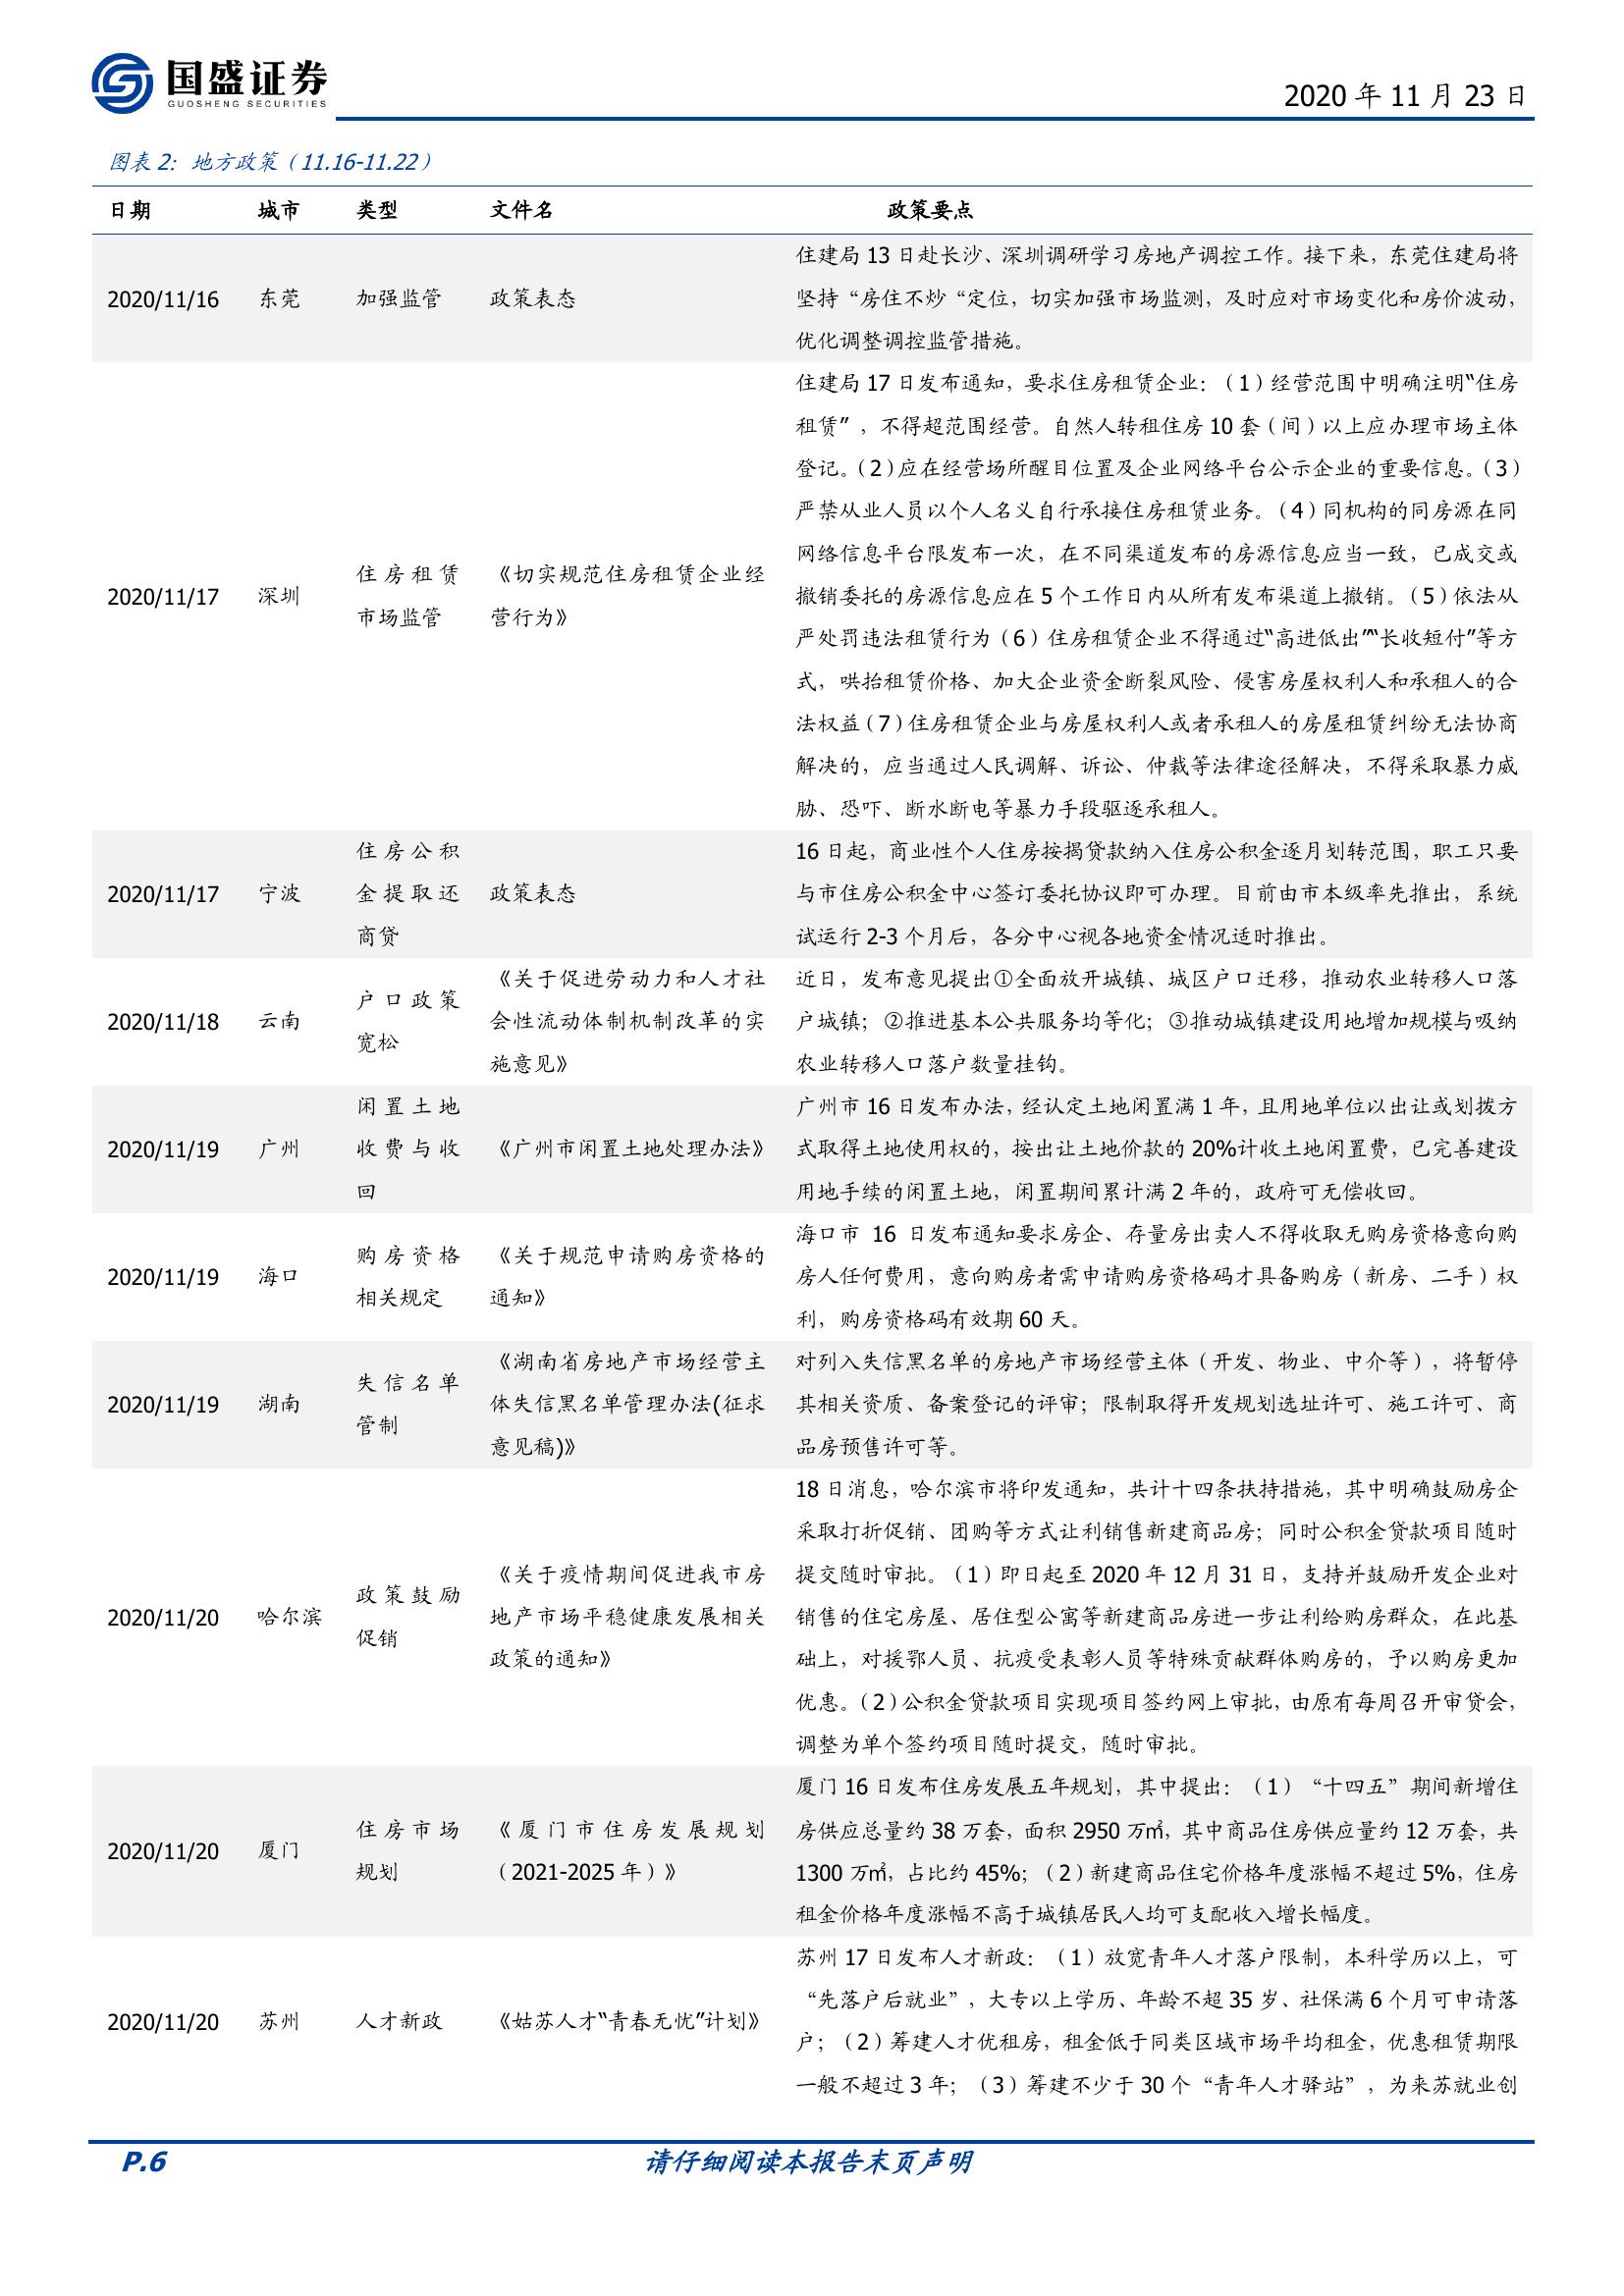 国盛证券
GUOSHENG SECURITIES
2020 年 11 月 23 日
图表 2：地方政策（11.16-11.22）
日期 城市 类型 文件名 政策要点
2020/11/16 东莞 加强监管 政策表态
住建局 13 日赴长沙、深圳调研学习房地产调控工作。接下来，东莞住建局将
坚持“房住不炒“定位，切实加强市场监测，及时应对市场变化和房价波动，
优化调整调控监管措施。
2020/11/17 深圳
住房租赁
市场监管
《切实规范住房租赁企业经
营行为》
住建局 17 日发布通知，要求住房租赁企业：（1）经营范围中明确注明“住房
租赁”，不得超范围经营。自然人转租住房 10 套（间）以上应办理市场主体
登记。（2）应在经营场所醒目位置及企业网络平台公示企业的重要信息。（3）
严禁从业人员以个人名义自行承接住房租赁业务。（4）同机构的同房源在同
网络信息平台限发布一次，在不同渠道发布的房源信息应当一致，已成交或
撤销委托的房源信息应在 5 个工作日内从所有发布渠道上撤销。（5）依法从
严处罚违法租赁行为（6）住房租赁企业不得通过“高进低出”“长收短付”等方
式，哄抬租赁价格、加大企业资金断裂风险、侵害房屋权利人和承租人的合
法权益（7）住房租赁企业与房屋权利人或者承租人的房屋租赁纠纷无法协商
解决的，应当通过人民调解、诉讼、仲裁等法律途径解决，不得采取暴力威
胁、恐吓、断水断电等暴力手段驱逐承租人。
2020/11/17 宁波
住房公积
金提取还
商贷
政策表态
16 日起，商业性个人住房按揭贷款纳入住房公积金逐月划转范围，职工只要
与市住房公积金中心签订委托协议即可办理。目前由市本级率先推出，系统
试运行 2-3 个月后，各分中心视各地资金情况适时推出。
2020/11/18 云南
户口政策
宽松
《关于促进劳动力和人才社
会性流动体制机制改革的实
施意见》
近日，发布意见提出①全面放开城镇、城区户口迁移，推动农业转移人口落
户城镇；②推进基本公共服务均等化；③推动城镇建设用地增加规模与吸纳
农业转移人口落户数量挂钩。
2020/11/19 广州
闲置土地
收费与收
回
《广州市闲置土地处理办法》
广州市 16 日发布办法，经认定土地闲置满 1 年，且用地单位以出让或划拨方
式取得土地使用权的，按出让土地价款的 20%计收土地闲置费，已完善建设
用地手续的闲置土地，闲置期间累计满 2 年的，政府可无偿收回。
2020/11/19 海口
购房资格
相关规定
《关于规范申请购房资格的
通知》
海口市 16 日发布通知要求房企、存量房出卖人不得收取无购房资格意向购
房人任何费用，意向购房者需申请购房资格码才具备购房（新房、二手）权
利，购房资格码有效期 60 天。
2020/11/19 湖南
失信名单
管制
《湖南省房地产市场经营主
体失信黑名单管理办法(征求
意见稿)》
对列入失信黑名单的房地产市场经营主体（开发、物业、中介等），将暂停
其相关资质、备案登记的评审；限制取得开发规划选址许可、施工许可、商
品房预售许可等。
2020/11/20 哈尔滨
政策鼓励
促销
《关于疫情期间促进我市房
地产市场平稳健康发展相关
政策的通知》
18 日消息，哈尔滨市将印发通知，共计十四条扶持措施，其中明确鼓励房企
采取打折促销、团购等方式让利销售新建商品房；同时公积金贷款项目随时
提交随时审批。（1）即日起至 2020 年 12 月 31 日，支持并鼓励开发企业对
销售的住宅房屋、居住型公寓等新建商品房进一步让利给购房群众，在此基
础上，对援鄂人员、抗疫受表彰人员等特殊贡献群体购房的，予以购房更加
优惠。（2）公积金贷款项目实现项目签约网上审批，由原有每周召开审贷会，
调整为单个签约项目随时提交，随时审批。
2020/11/20 厦门
住房市场
规划
《厦门市住房发展规划
（2021-2025 年）》
厦门 16 日发布住房发展五年规划，其中提出：（1）“十四五”期间新增住
房供应总量约 38 万套，面积 2950 万㎡，其中商品住房供应量约 12 万套，共
1300 万㎡，占比约 45%；（2）新建商品住宅价格年度涨幅不超过 5%，住房
租金价格年度涨幅不高于城镇居民人均可支配收入增长幅度。
2020/11/20 苏州 人才新政 《姑苏人才“青春无忧”计划》
苏州 17 日发布人才新政：（1）放宽青年人才落户限制，本科学历以上，可
“先落户后就业”，大专以上学历、年龄不超 35 岁、社保满 6 个月可申请落
户；（2）筹建人才优租房，租金低于同类区域市场平均租金，优惠租赁期限
一般不超过 3 年；（3）筹建不少于 30 个“青年人才驿站”，为来苏就业创
P.6 请仔细阅读本报告末页声明